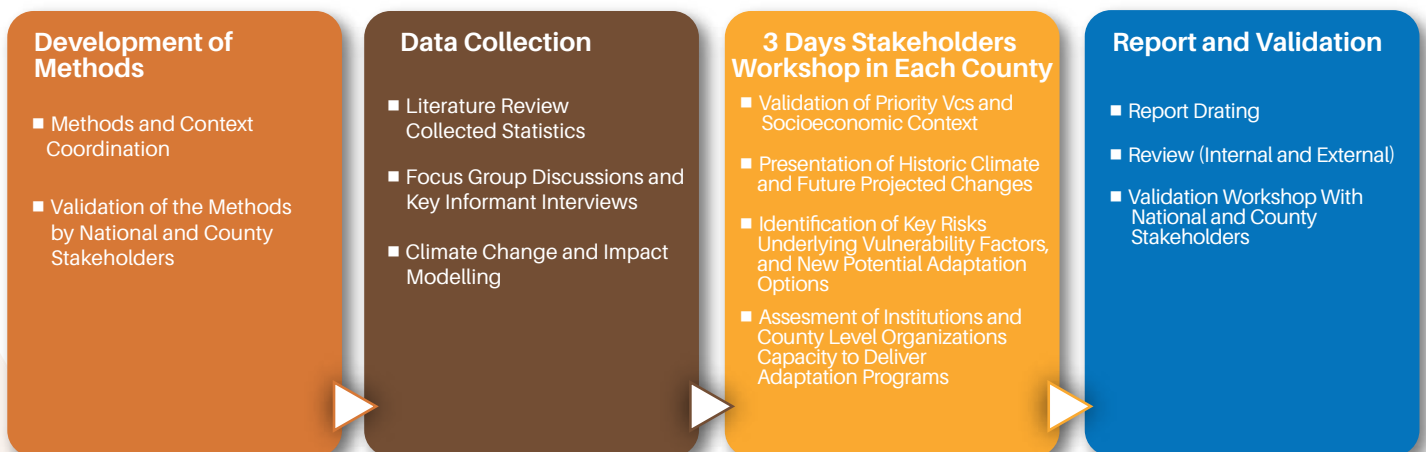 Development of
Methods
■ Methods and Context
Coordination
■ Validation of the Methods
by National and County
Stakeholders
Data Collection
■ Literature Review
Collected Statistics
■ Focus Group Discussions and
Key Informant Interviews
■ Climate Change and Impact
Modelling
3 Days Stakeholders
Workshop in Each County
■ Validation of Priority Vcs and
Socioeconomic Context
■ Presentation of Historic Climate
and Future Projected Changes
■ Identification of Key Risks
Underlying Vulnerability Factors,
and New Potential Adaptation
Options
■ Assesment of Institutions and
County Level Organizations
Capacity to Deliver
Adaptation Programs
Report and Validation
■ Report Drating
■ Review (Internal and External)
■ Validation Workshop With
National and County
Stakeholders